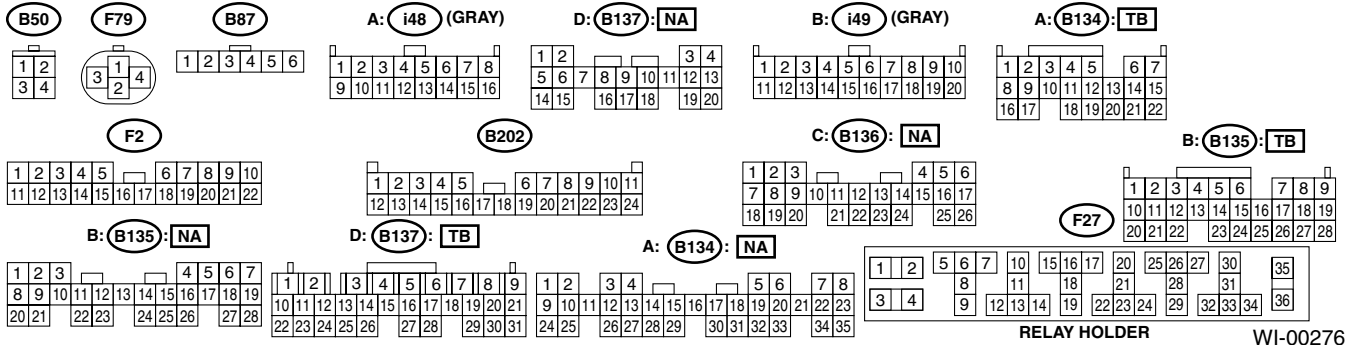 B50 F79 B87 A: i48 (GRAY) D: B137 : NA B: i49 (GRAY) A: B134 : TB
1 2
3 4
1
3 4
2
1 2 3 4 5 6
1 2 3 4 5 6 7 8
9 10 11 12 13 14 15 16
1 2 3 4
5 6 7 8 9 10 11 12 13
14 15 16 17 18 19 20
1 2 3 4 5 6 7 8 9 10
11 12 13 14 15 16 17 18 19 20
1 2 3 4 5 6 7
8 9 10 11 12 13 14 15
16 17 18 19 20 21 22
F2 B202 C: B136 : NA B: B135 : TB
1 2 3 4 5 6 7 8 9 10
11 12 13 14 15 16 17 18 19 20 21 22
1 2 3 4 5 6 7 8 9 10 11
12 13 14 15 16 17 18 19 20 21 22 23 24
1 2 3 4 5 6
7 8 9 10 11 12 13 14 15 16 17
18 19 20 21 22 23 24 25 26
1 2 3 4 5 6 7 8 9
10 11 12 13 14 15 16 17 18 19
20 21 22 23 24 25 26 27 28
B: B135 : NA D: B137 : TB A: B134 : NA F27
1 2 3 4 5 6 7
8 9 10 11 12 13 14 15 16 17 18 19
20 21 22 23 24 25 26 27 28
1 2 3 4 5 6 7 8 9
10 11 12 13 14 15 16 17 18 19 20 21
22 23 24 25 26 27 28 29 30 31
1 2 3 4 5 6 7 8
9 10 11 12 13 14 15 16 17 18 19 20 21 22 23
24 25 26 27 28 29 30 31 32 33 34 35
1 2 5 6 7 10 15 16 17 20 25 26 27 30 35
8 11 18 21 28 31
3 4 9 12 13 14 19 22 23 24 29 32 33 34 36
RELAY HOLDER
WI-00276